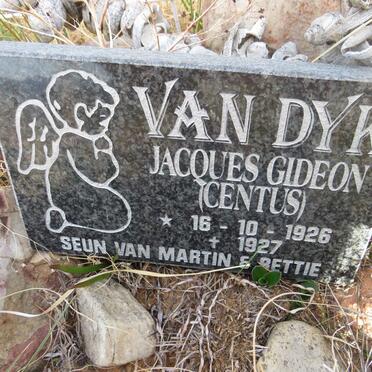 VAN DYK
JACQUES GIDEON
(CENTUS)
* 16 - 10 - 1926
+ 1927
SEUN VAN MARTIN & BETTIE